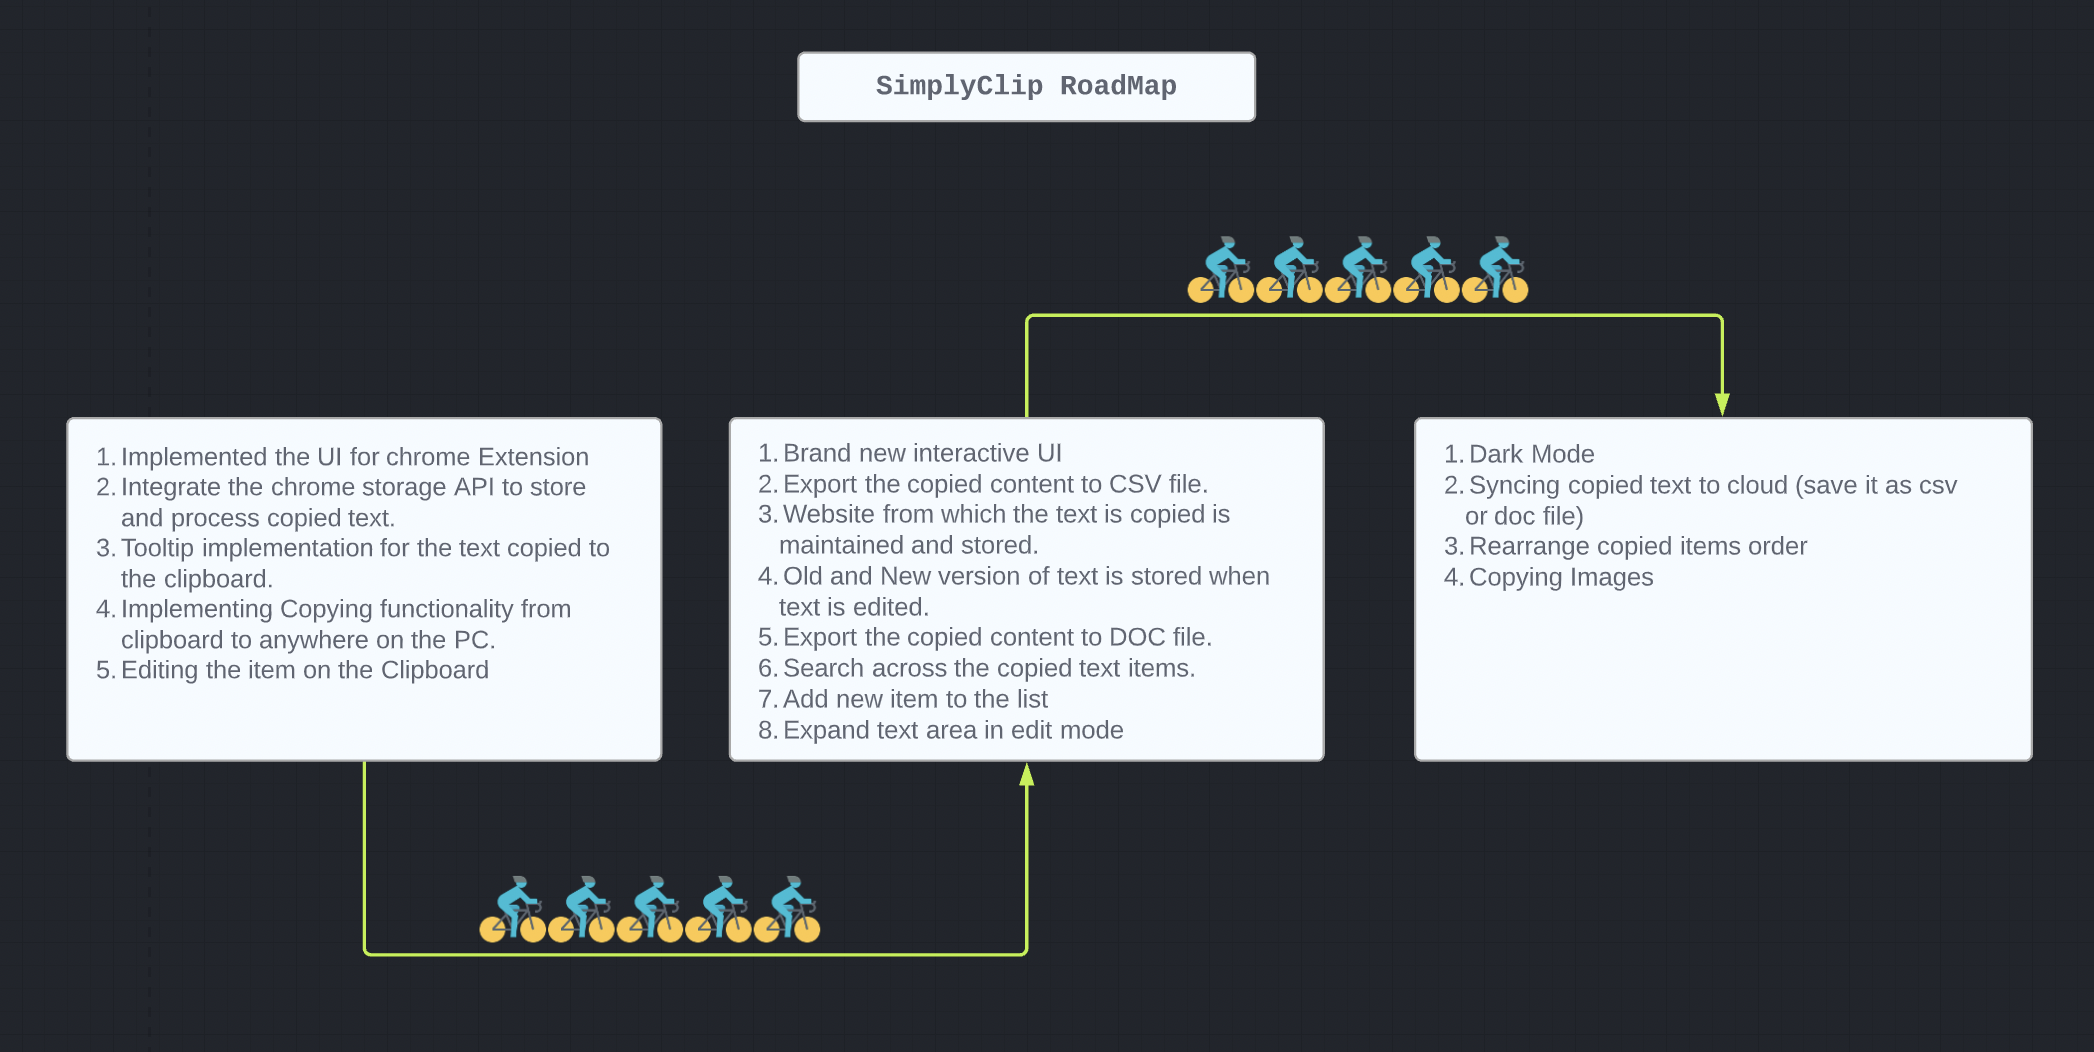 SimplyClip RoadMap
1. Implemented the UI for chrome Extension
2. Integrate the chrome storage API to store
and process copied text.
3. Tooltip implementation for the text copied to
the clipboard.
4. Implementing Copying functionality from
clipboard to anywhere on the PC.
5. Editing the item on the Clipboard
1. Brand new interactive UI
2. Export the copied content to CSV file.
3. Website from which the text is copied is
maintained and stored.
4. Old and New version of text is stored when
text is edited.
5. Export the copied content to DOC file.
6. Search across the copied text items.
7. Add new item to the list
8. Expand text area in edit mode
1. Dark Mode
2. Syncing copied text to cloud (save it as csv
or doc file)
3. Rearrange copied items order
4. Copying Images